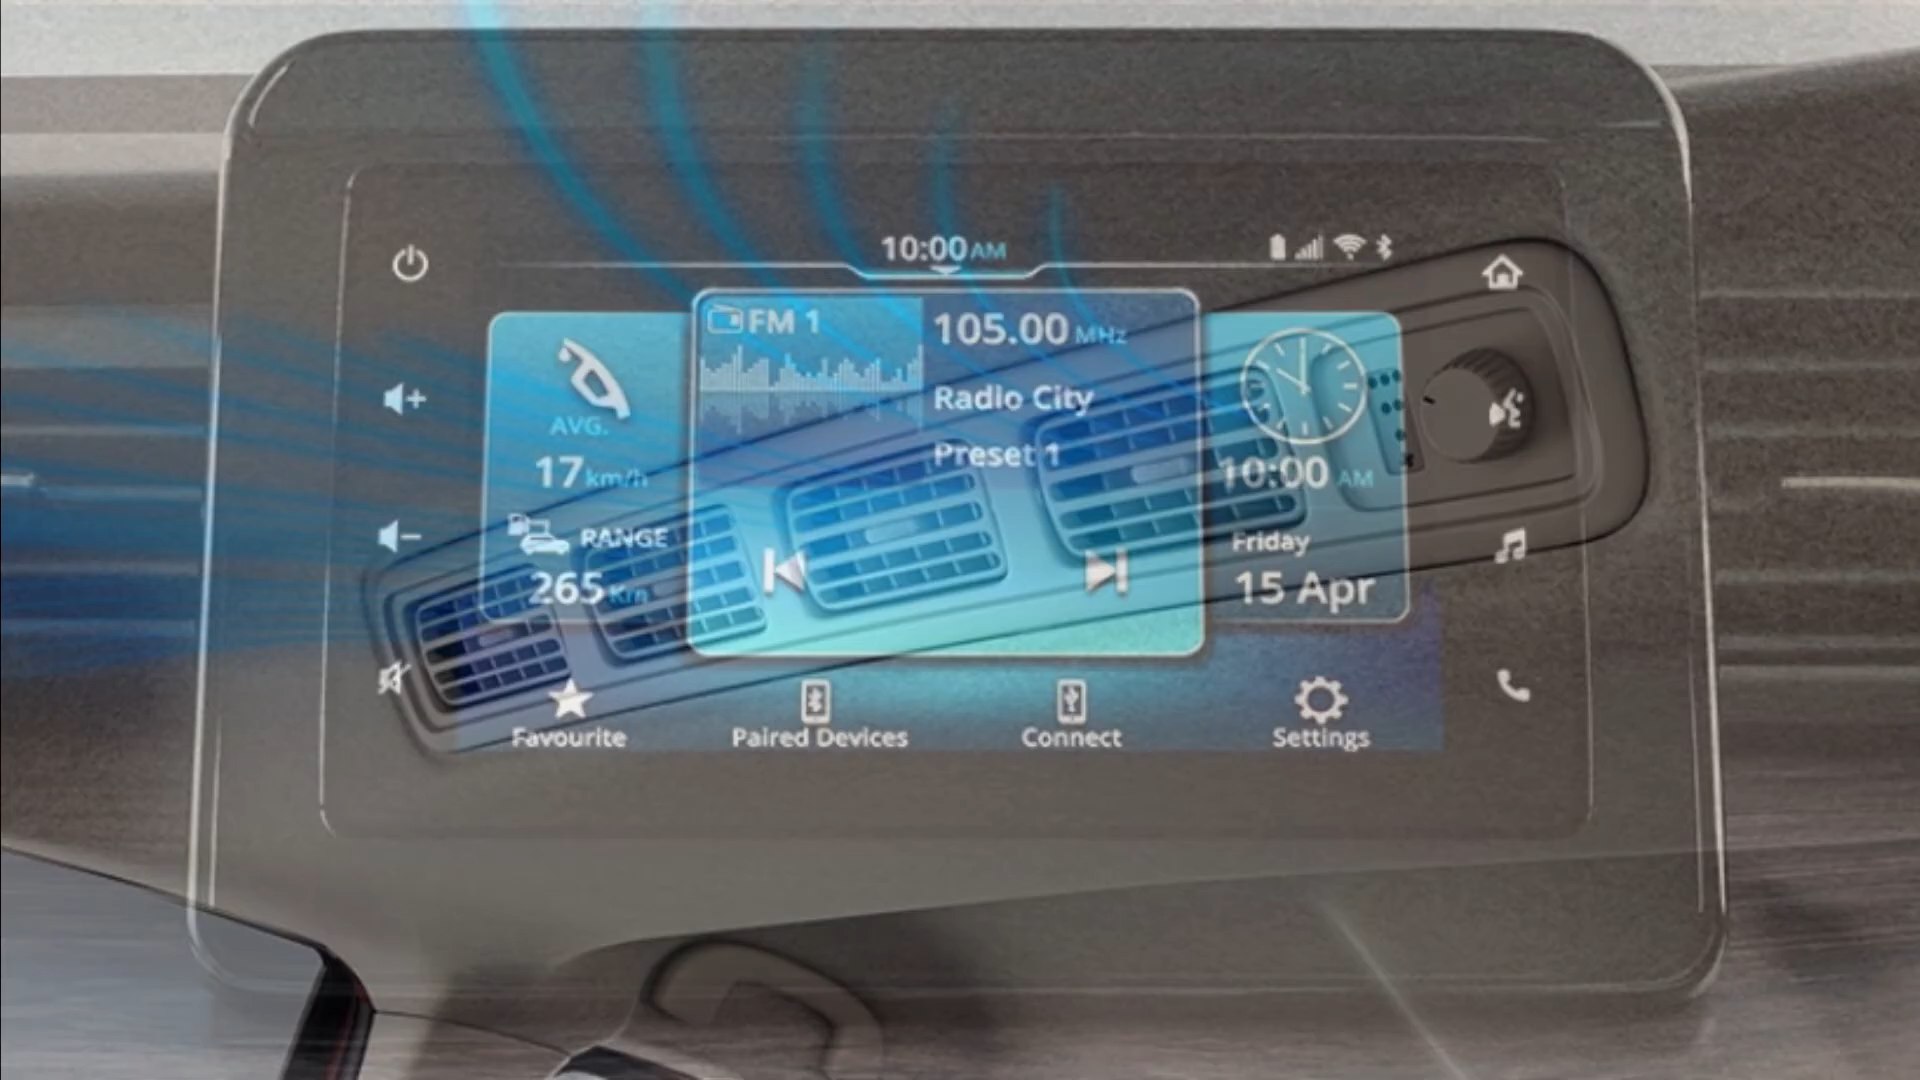 10:00 AM
FM 1
105.00 MHz
Radio City
Preset 1
AVG.
17 km/h
RANGE
265 Km
10:00 AM
Friday
15 Apr
Favourite
Paired Devices
Connect
Settings